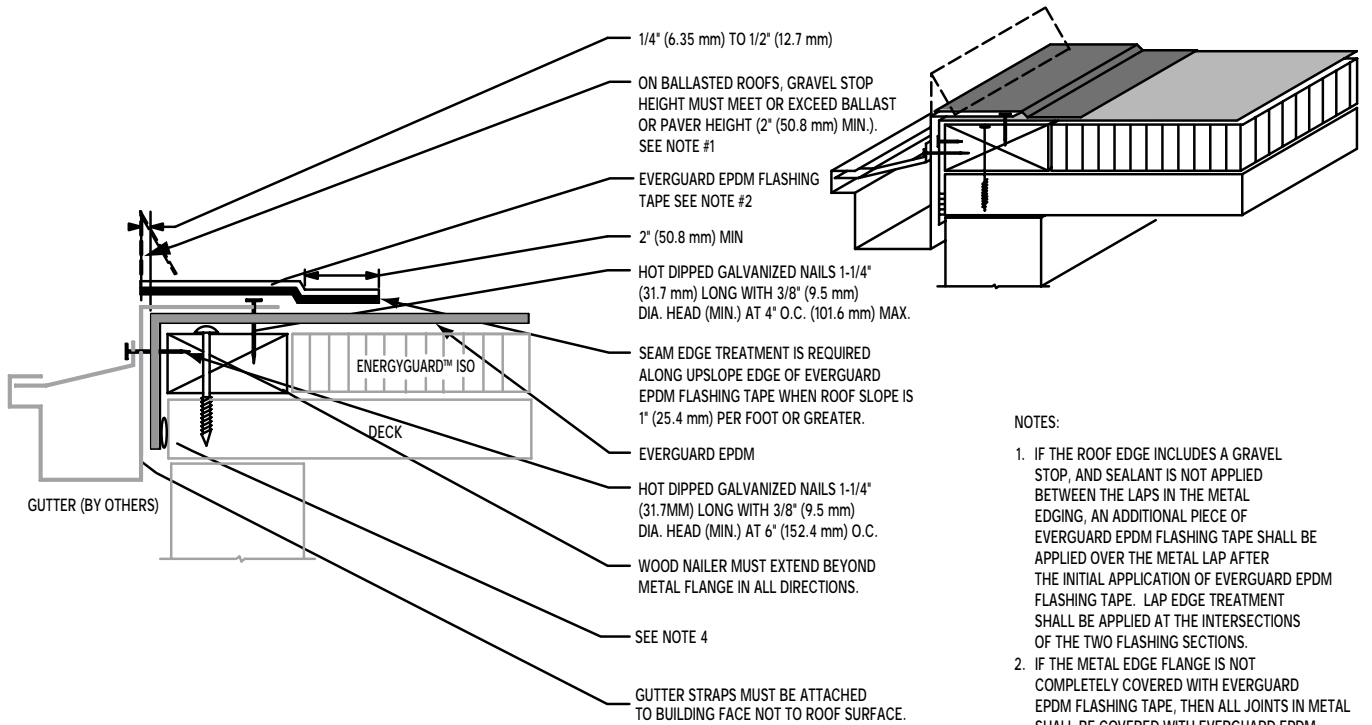 1/4" (6.35 mm) TO 1/2" (12.7 mm)
ON BALLASTED ROOFS, GRAVEL STOP
HEIGHT MUST MEET OR EXCEED BALLAST
OR PAVER HEIGHT (2" (50.8 mm) MIN.).
SEE NOTE #1
EVERGUARD EPDM FLASHING
TAPE SEE NOTE #2
2" (50.8 mm) MIN
HOT DIPPED GALVANIZED NAILS 1-1/4"
(31.7 mm) LONG WITH 3/8" (9.5 mm)
DIA. HEAD (MIN.) AT 4" O.C. (101.6 mm) MAX.
SEAM EDGE TREATMENT IS REQUIRED
ALONG UPSLOPE EDGE OF EVERGUARD
EPDM FLASHING TAPE WHEN ROOF SLOPE IS
1" (25.4 mm) PER FOOT OR GREATER.
EVERGUARD EPDM
HOT DIPPED GALVANIZED NAILS 1-1/4"
(31.7MM) LONG WITH 3/8" (9.5 mm)
DIA. HEAD (MIN.) AT 6" (152.4 mm) O.C.
WOOD NAILER MUST EXTEND BEYOND
METAL FLANGE IN ALL DIRECTIONS.
SEE NOTE 4
GUTTER STRAPS MUST BE ATTACHED
TO BUILDING FACE NOT TO ROOF SURFACE.
ENERGYGUARD™ ISO
DECK
GUTTER (BY OTHERS)
NOTES:
1. IF THE ROOF EDGE INCLUDES A GRAVEL
STOP, AND SEALANT IS NOT APPLIED
BETWEEN THE LAPS IN THE METAL
EDGING, AN ADDITIONAL PIECE OF
EVERGUARD EPDM FLASHING TAPE SHALL BE
APPLIED OVER THE METAL LAP AFTER
THE INITIAL APPLICATION OF EVERGUARD EPDM
FLASHING TAPE. LAP EDGE TREATMENT
SHALL BE APPLIED AT THE INTERSECTIONS
OF THE TWO FLASHING SECTIONS.
2. IF THE METAL EDGE FLANGE IS NOT
COMPLETELY COVERED WITH EVERGUARD
EPDM FLASHING TAPE, THEN ALL JOINTS IN METAL
SHALL BE COVERED WITH EVERGUARD EPDM